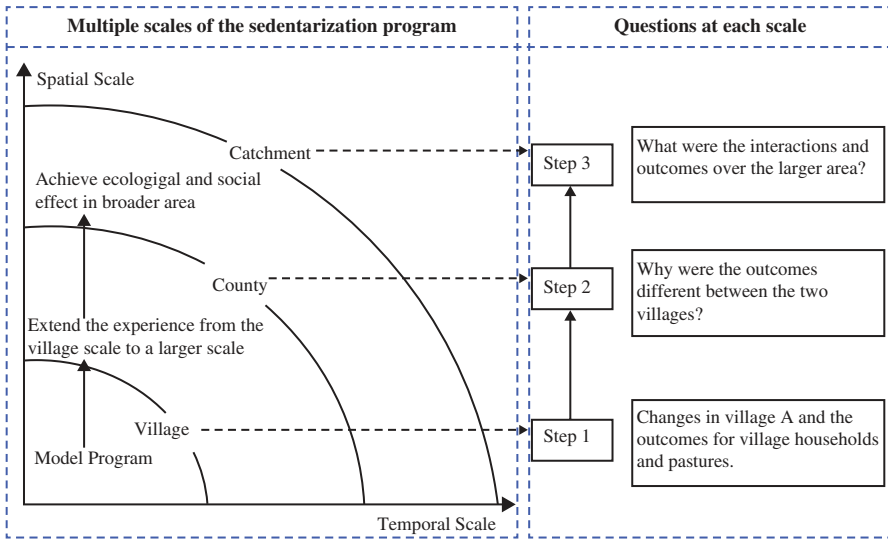 Multiple scales of the sedentarization program
Questions at each scale
Spatial Scale
Catchment
Step 3
What were the interactions and
outcomes over the larger area?
Achieve ecologigal and social
effect in broader area
County
Step 2
Why were the outcomes
different between the two
villages?
Extend the experience from the
village scale to a larger scale
Village
Step 1
Changes in village A and the
outcomes for village households
and pastures.
Model Program
Temporal Scale